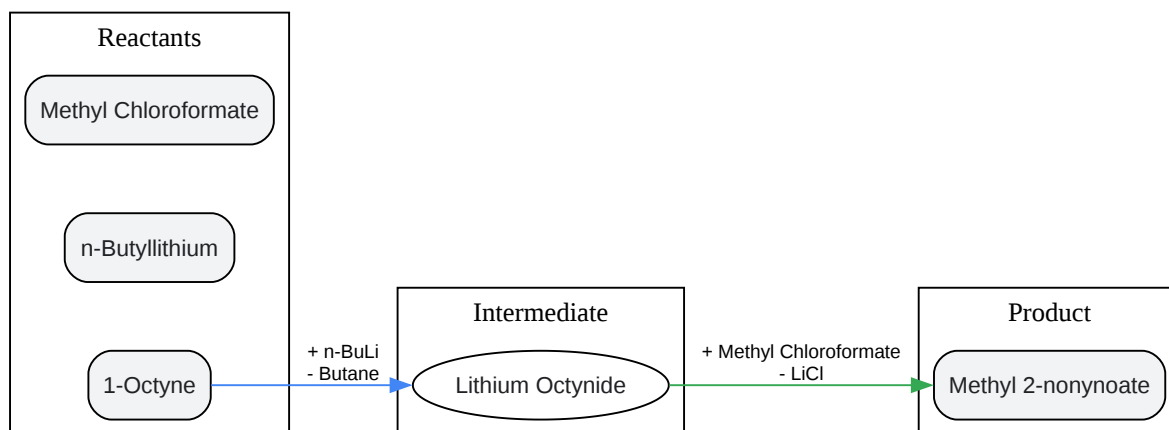 Reactants
Methyl Chloroformate
n-Butyllithium
1-Octyne
+ n-BuLi
- Butane
Intermediate
Lithium Octynide
+ Methyl Chloroformate
- LiCl
Product
Methyl 2-nonynoate